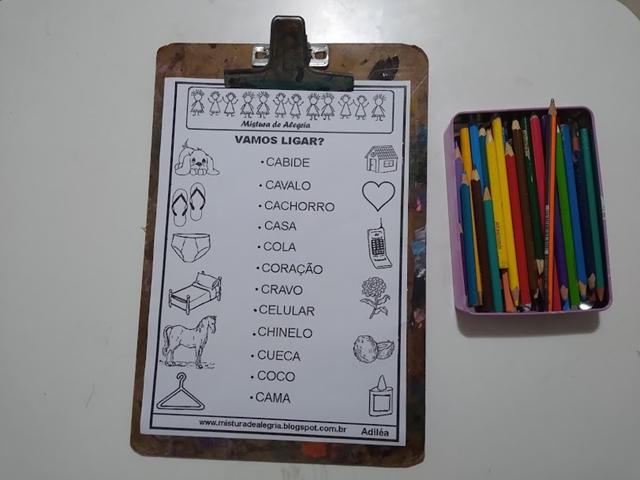 Mistura de Alegria
VAMOS LIGAR?
• CABIDE
• CAVALO
• CACHORRO
• CASA
• COLA
• CORAÇÃO
• CRAVO
• CELULAR
• CHINELO
• CUECA
• COCO
• CAMA
www.misturadealegria.blogspot.com.br Adiléa